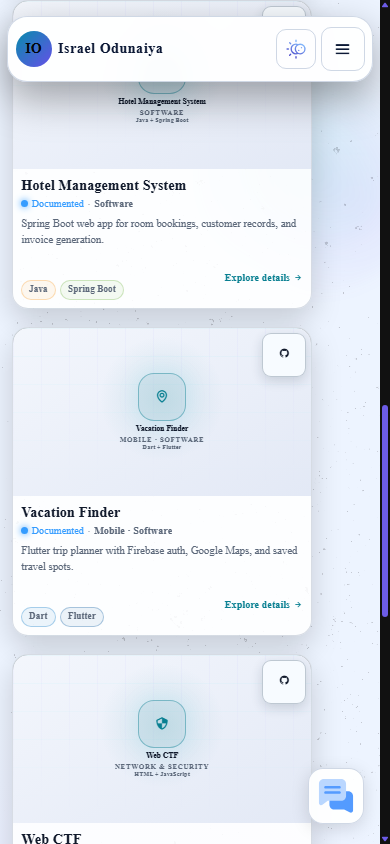 IO Israel Odunaiya
Hotel Management System
SOFTWARE
Java + Spring Boot
Hotel Management System
Documented · Software
Spring Boot web app for room bookings, customer records, and
invoice generation.
Explore details →
Java Spring Boot
Vacation Finder
MOBILE · SOFTWARE
Dart + Flutter
Vacation Finder
Documented · Mobile · Software
Flutter trip planner with Firebase auth, Google Maps, and saved
travel spots.
Explore details →
Dart Flutter
Web CTF
NETWORK & SECURITY
HTML + JavaScript
Web CTF